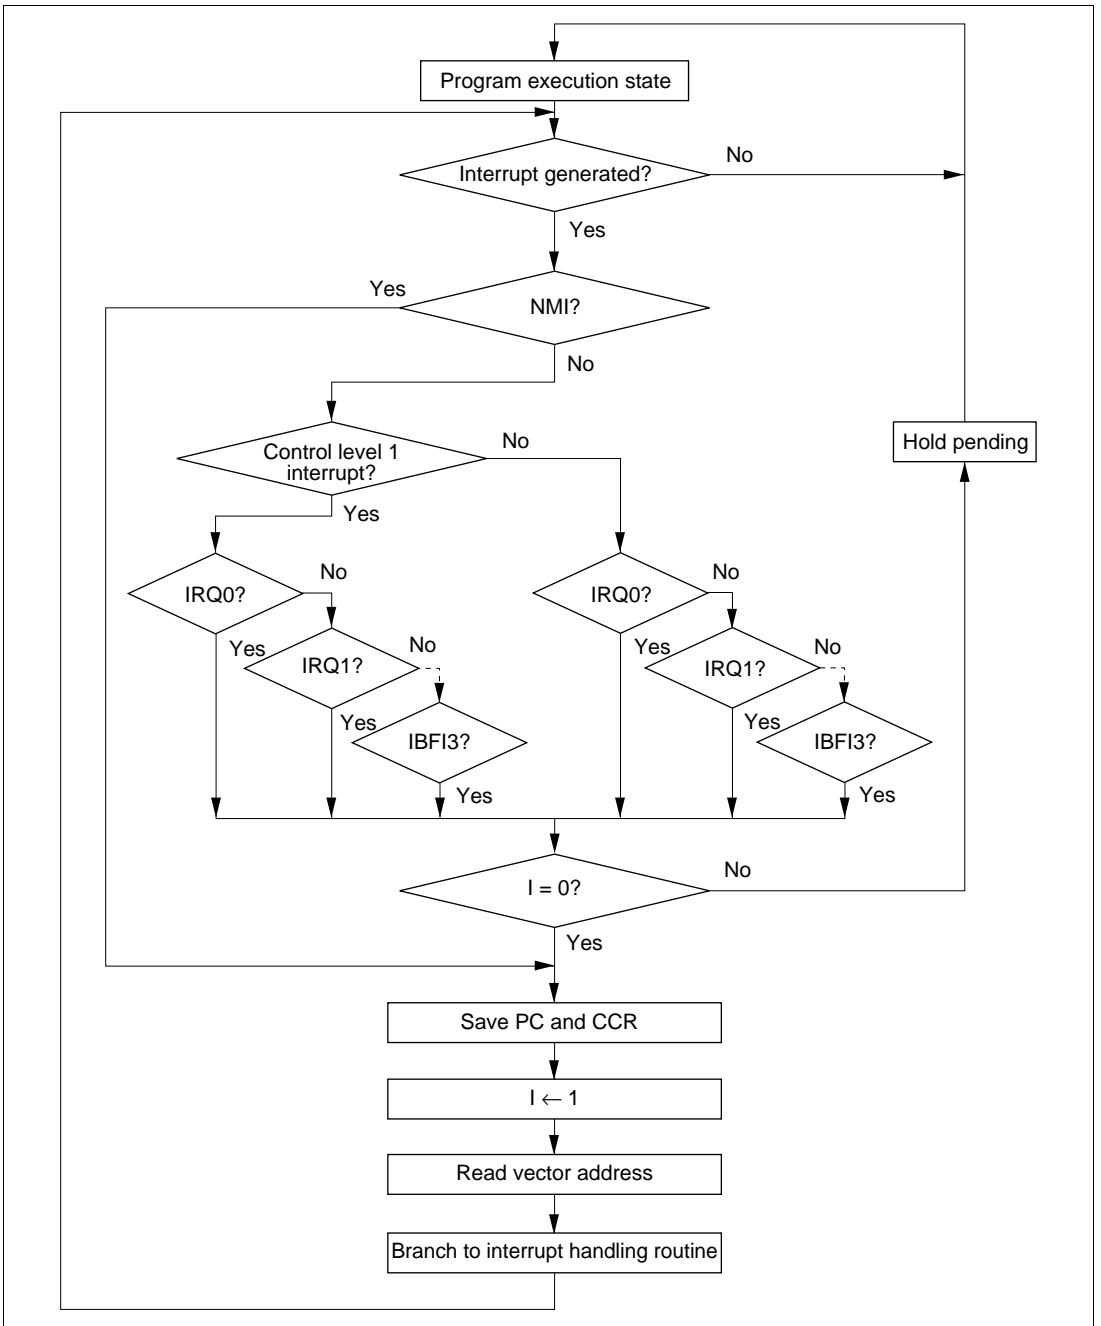 Program execution state
Interrupt generated?
No
Yes
Yes
NMI?
No
Control level 1
interrupt?
No
Hold pending
Yes
IRQ0?
No
IRQ0?
No
Yes
IRQ1?
No
Yes
IRQ1?
No
Yes
IBFI3?
Yes
IBFI3?
Yes
Yes
I = 0?
No
Yes
Save PC and CCR
I ← 1
Read vector address
Branch to interrupt handling routine